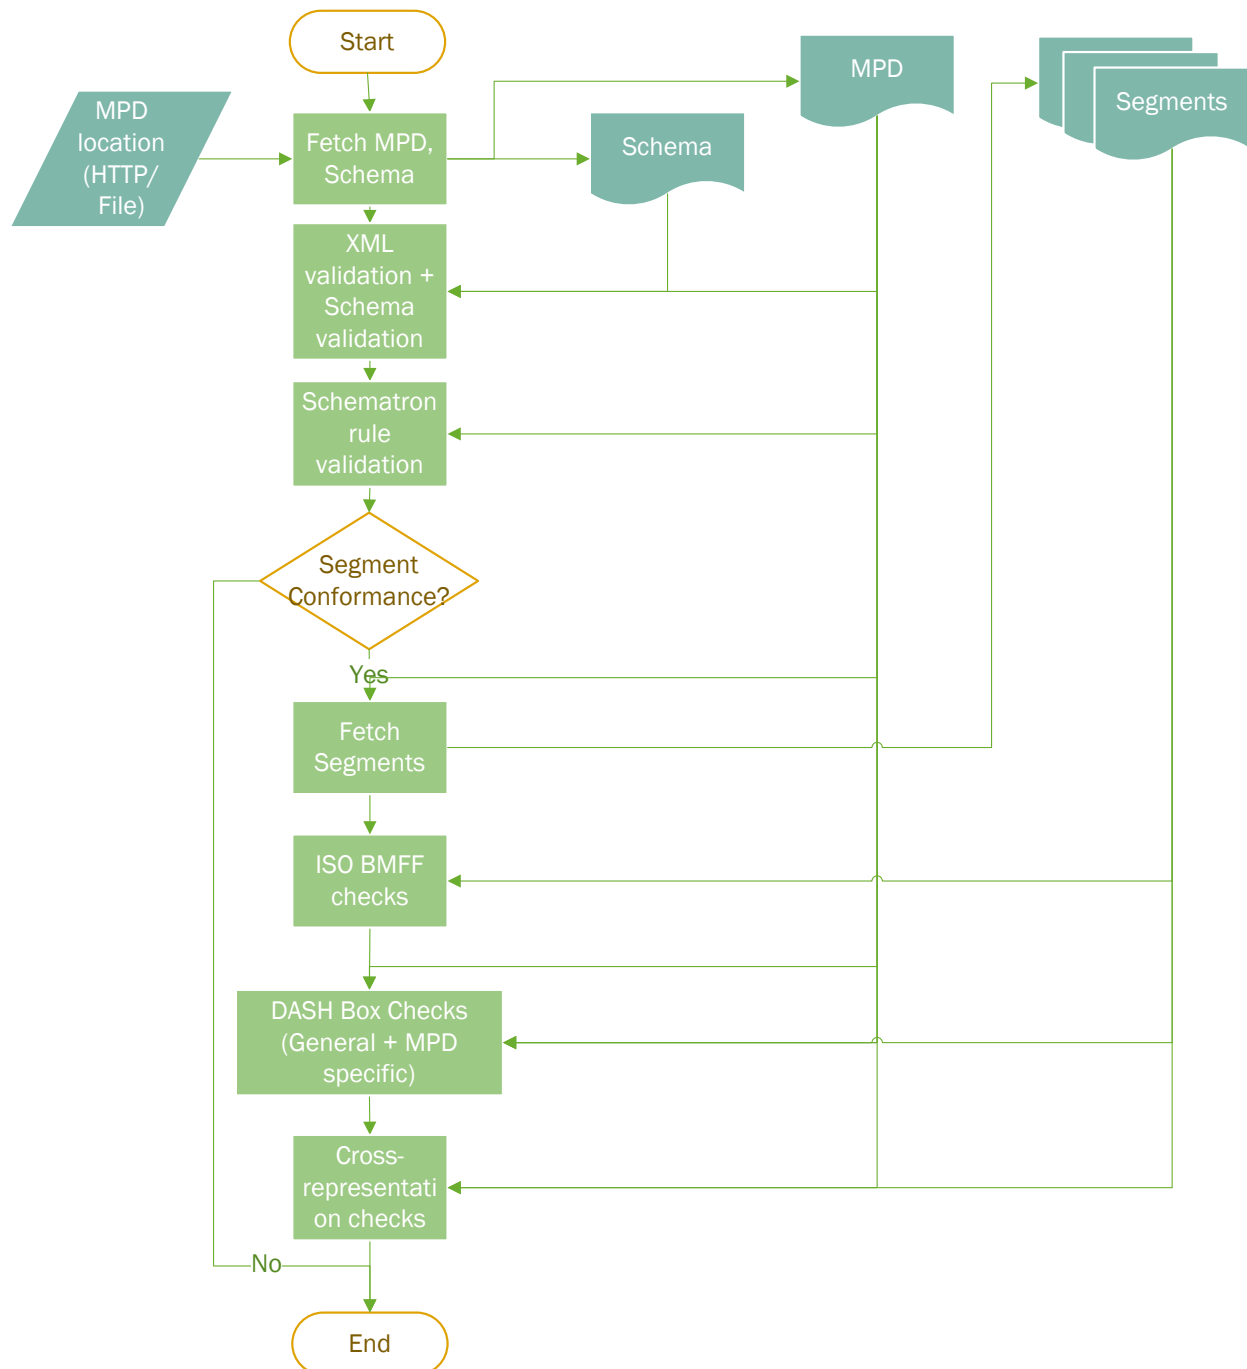 Start
MPD
location
(HTTP/
File)
Fetch MPD,
Schema
Schema
MPD
Segments
XML
validation +
Schema
validation
Schematron
rule
validation
Segment
Conformance?
Yes
Fetch
Segments
ISO BMFF
checks
DASH Box Checks
(General + MPD
specific)
Cross-
representati
on checks
No
End